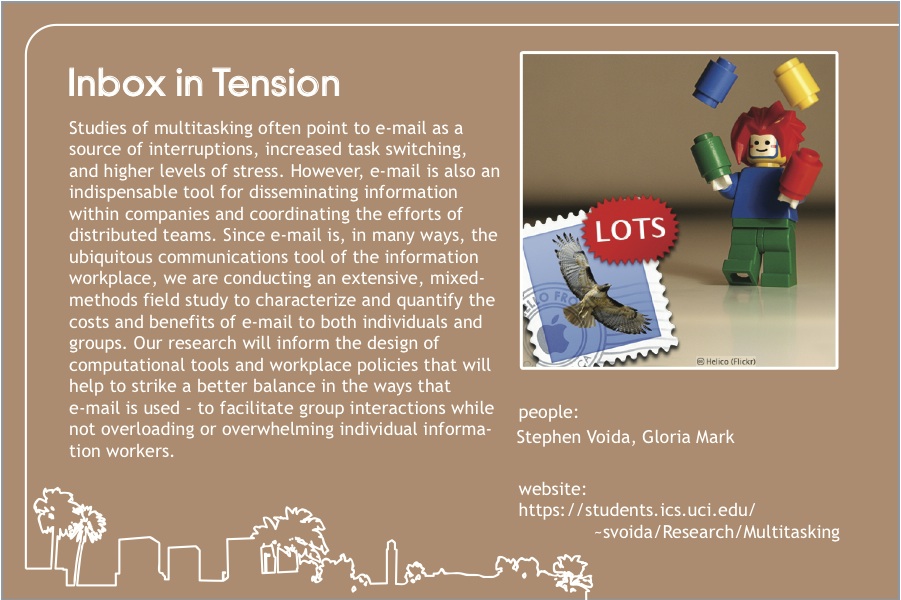 Inbox in Tension
Studies of multitasking often point to e-mail as a
source of interruptions, increased task switching,
and higher levels of stress. However, e-mail is also an
indispensable tool for disseminating information
within companies and coordinating the efforts of
distributed teams. Since e-mail is, in many ways, the
ubiquitous communications tool of the information
workplace, we are conducting an extensive, mixed-
methods field study to characterize and quantify the
costs and benefits of e-mail to both individuals and
groups. Our research will inform the design of
computational tools and workplace policies that will
help to strike a better balance in the ways that
e-mail is used - to facilitate group interactions while
not overloading or overwhelming individual informa-
tion workers.
LOTS
HELLO FROM
Helico (Flickr)
people:
Stephen Voida, Gloria Mark
website:
https://students.ics.uci.edu/
~svoida/Research/Multitasking